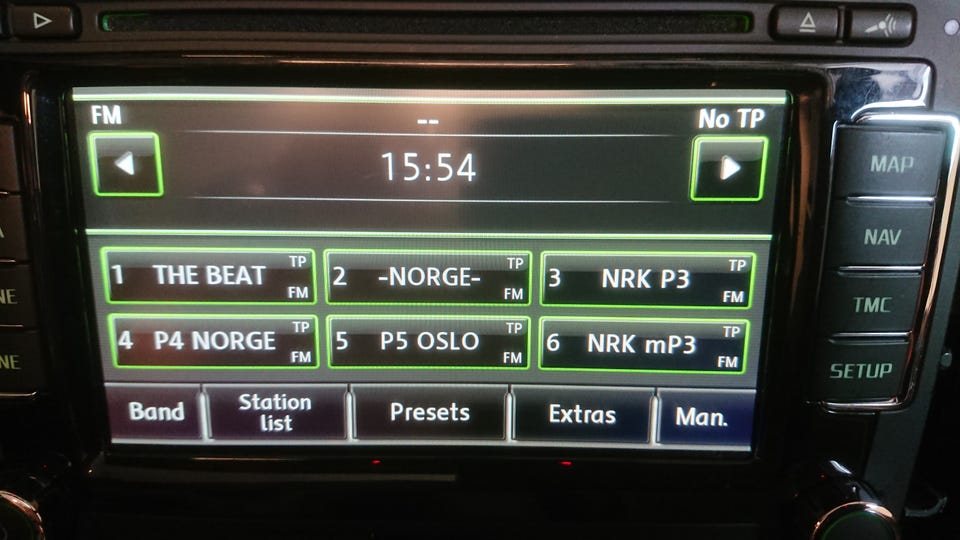 FM -- No TP
15:54
1 THE BEAT TP FM 2 -NORGE- TP FM 3 NRK P3 TP FM
4 P4 NORGE TP FM 5 P5 OSLO TP FM 6 NRK mP3 TP FM
Band Station list Presets Extras Man.
MAP
NAV
TMC
SETUP
NE
NE